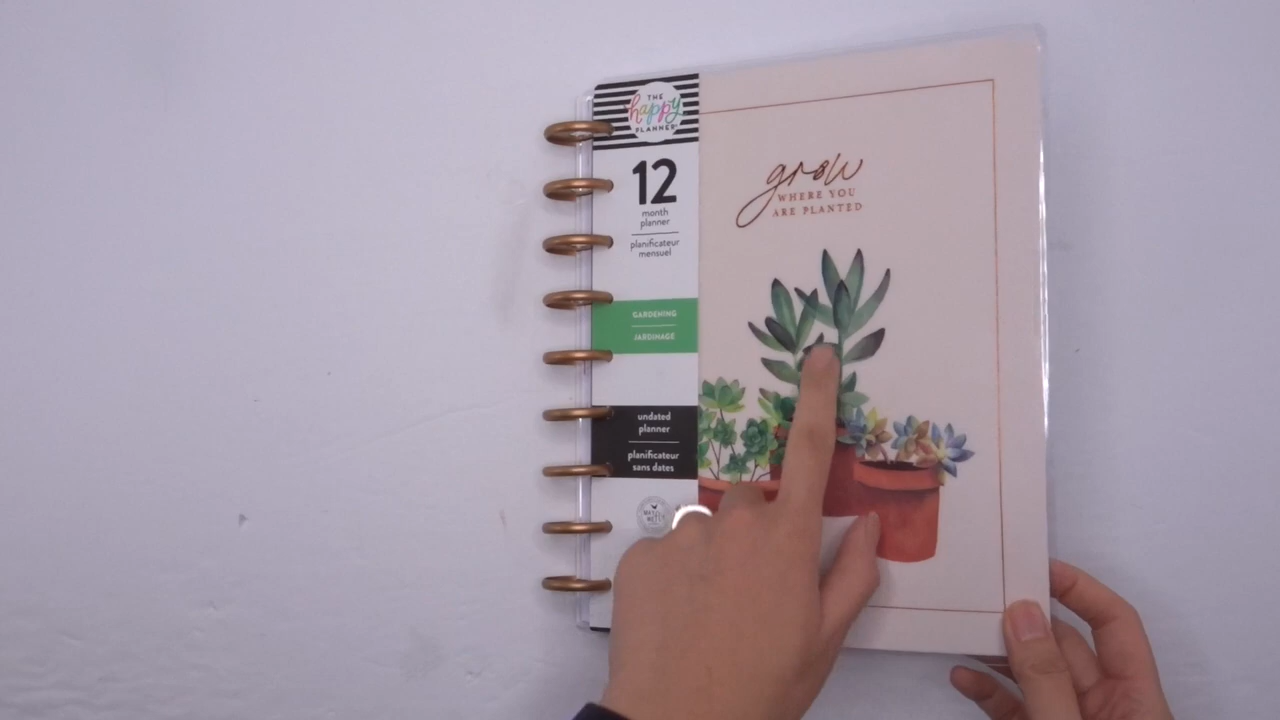 THE
happy
PLANNER
12
month
planner
planificateur
mensuel
GARDENING
JARDINAGE
undated
planner
planificateur
sans dates
grow
WHERE YOU
ARE PLANTED